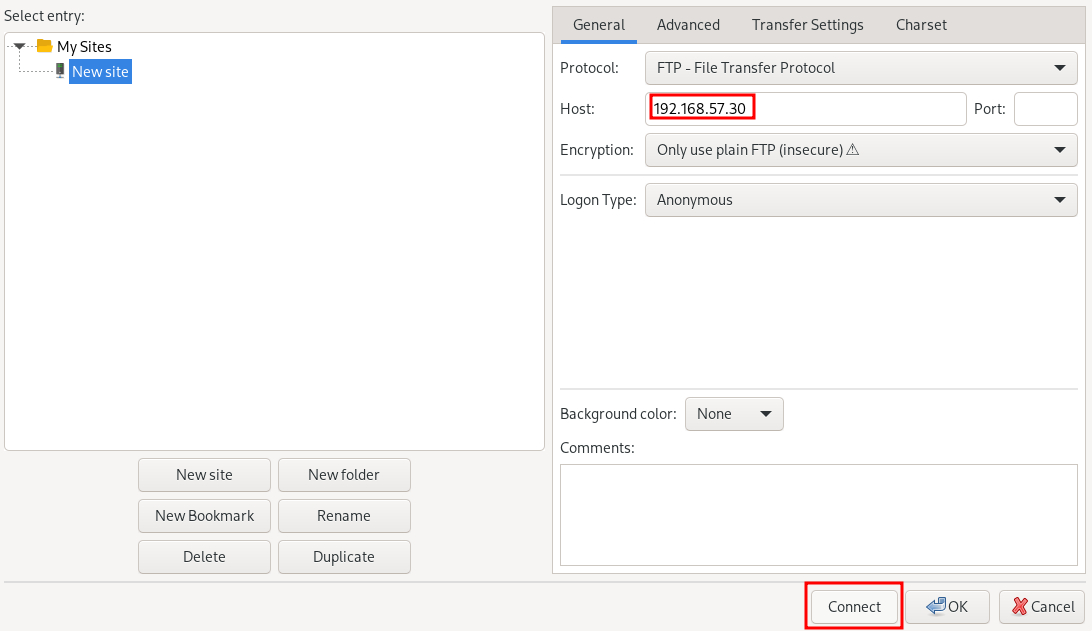 Select entry:
My Sites
New site
New site
New folder
New Bookmark
Rename
Delete
Duplicate
General
Advanced
Transfer Settings
Charset
Protocol:
FTP - File Transfer Protocol
Host:
192.168.57.30
Port:
Encryption:
Only use plain FTP (insecure) ⚠
Logon Type:
Anonymous
Background color:
None
Comments:
Connect
OK
Cancel